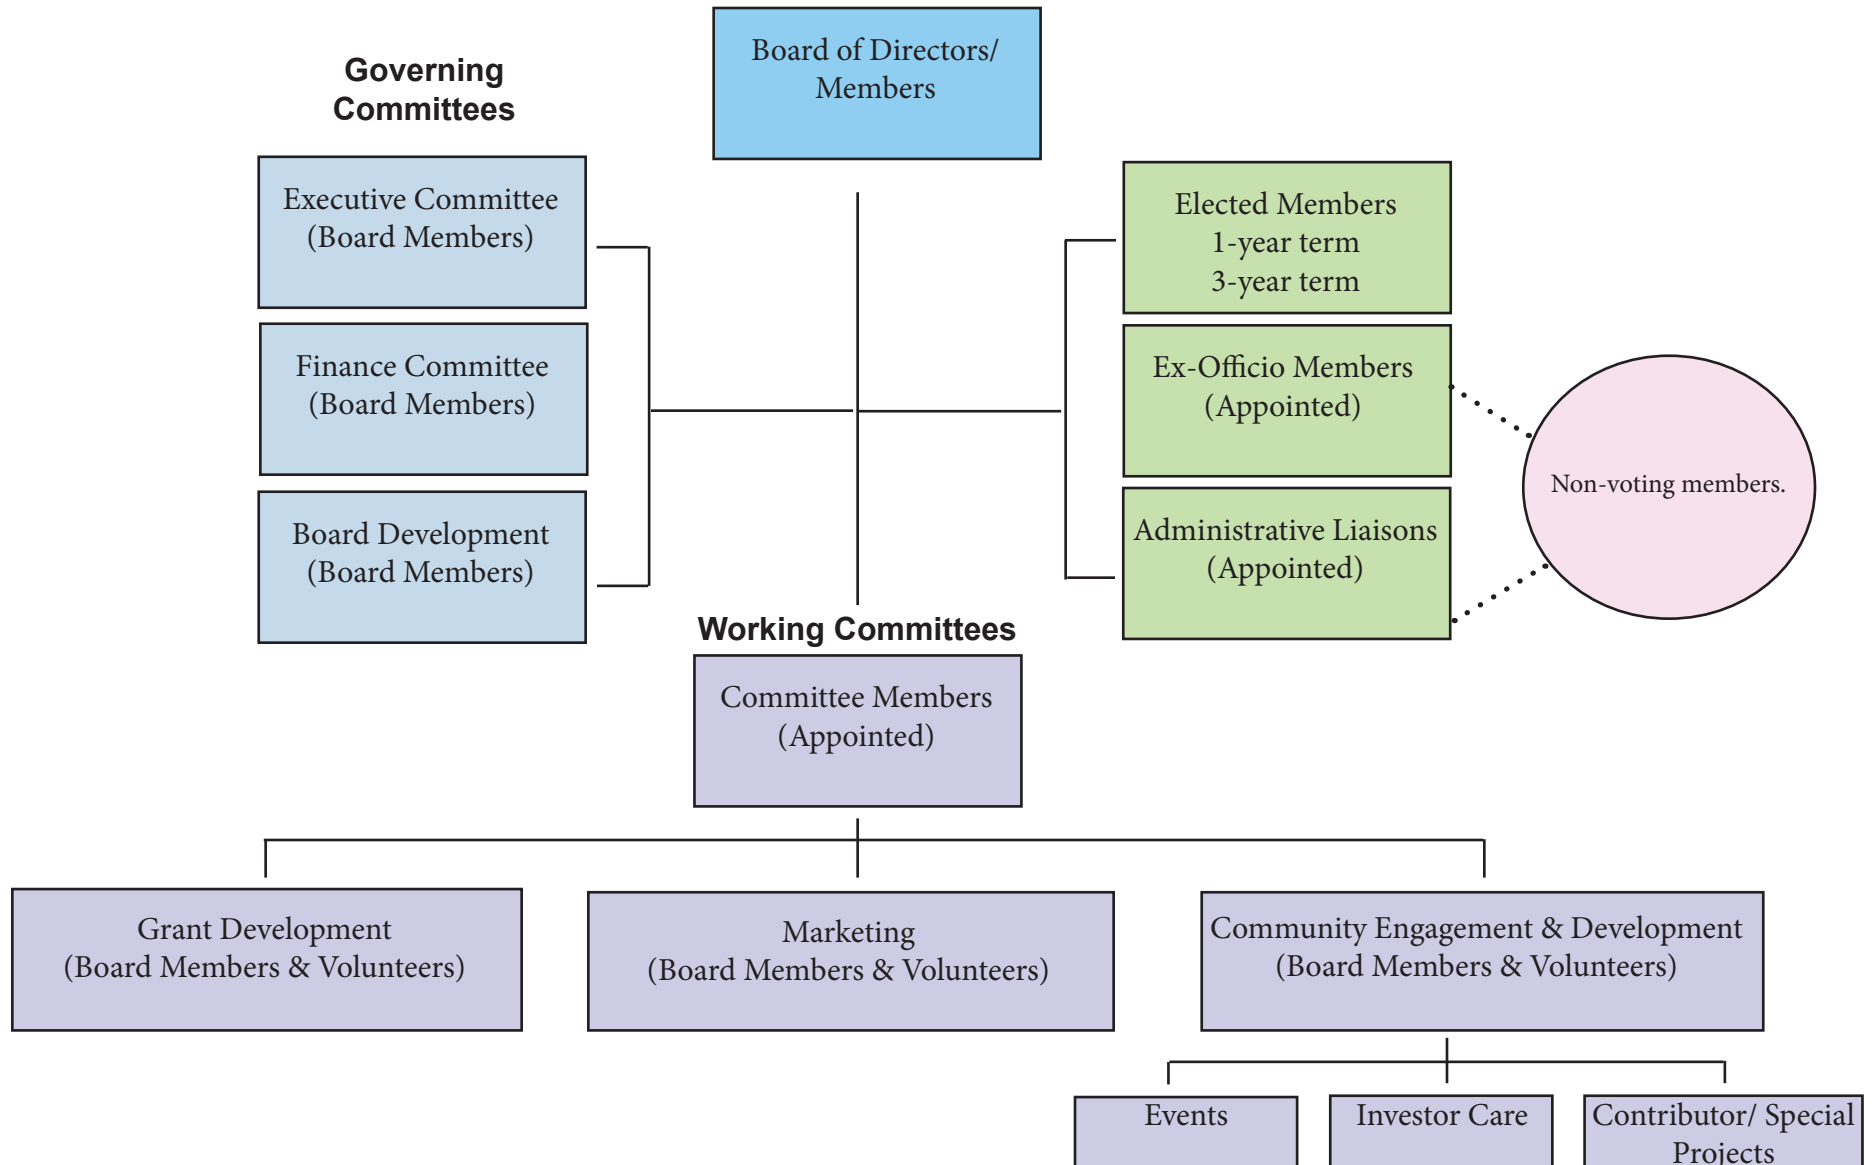 Board of Directors/
Members
Governing
Committees
Executive Committee
(Board Members)
Finance Committee
(Board Members)
Board Development
(Board Members)
Elected Members
1-year term
3-year term
Ex-Officio Members
(Appointed)
Administrative Liaisons
(Appointed)
Non-voting members.
Working Committees
Committee Members
(Appointed)
Grant Development
(Board Members & Volunteers)
Marketing
(Board Members & Volunteers)
Community Engagement & Development
(Board Members & Volunteers)
Events
Investor Care
Contributor/ Special
Projects